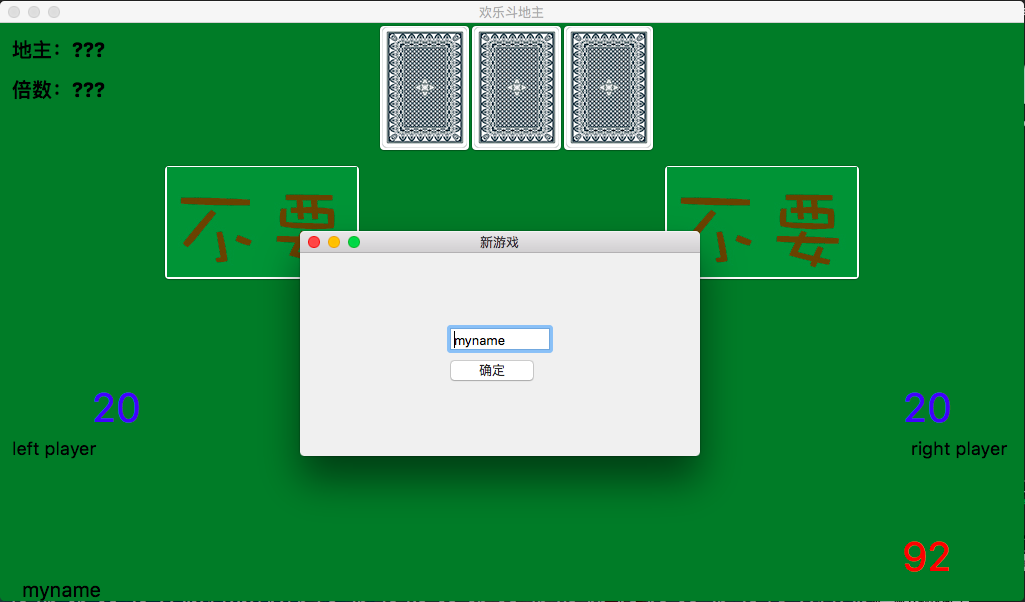 欢乐斗地主
地主：???
倍数：???
不要
不要
新游戏
myname
确定
20
20
left player
right player
92
myname